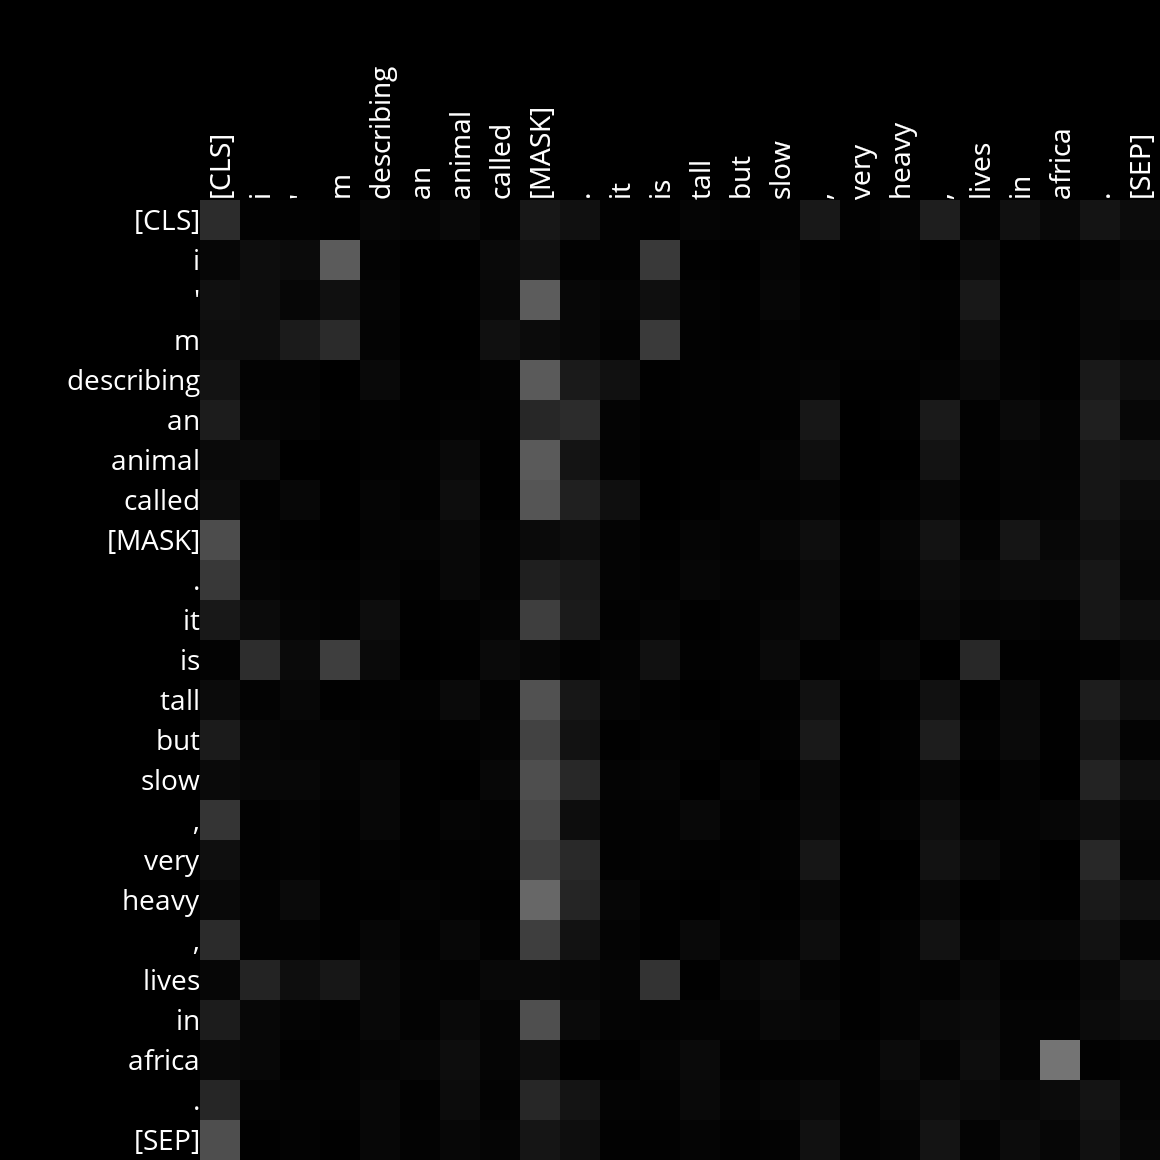 [CLS] i ' m describing an animal called [MASK] . it is tall but slow , very heavy , lives in africa . [SEP]
[CLS]
i
'
m
describing
an
animal
called
[MASK]
.
it
is
tall
but
slow
,
very
heavy
,
lives
in
africa
.
[SEP]